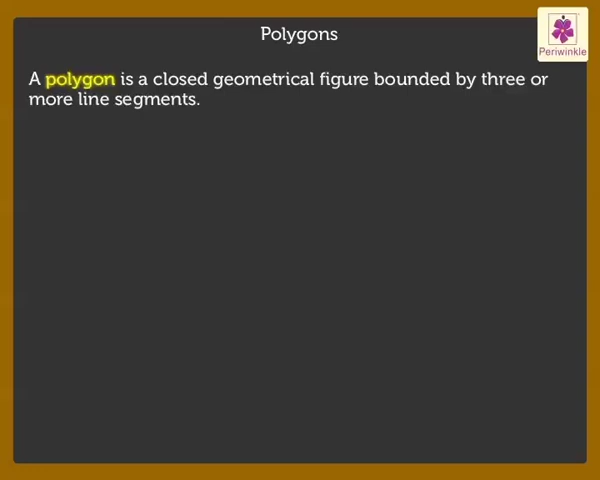 Polygons
Periwinkle
A polygon is a closed geometrical figure bounded by three or
more line segments.